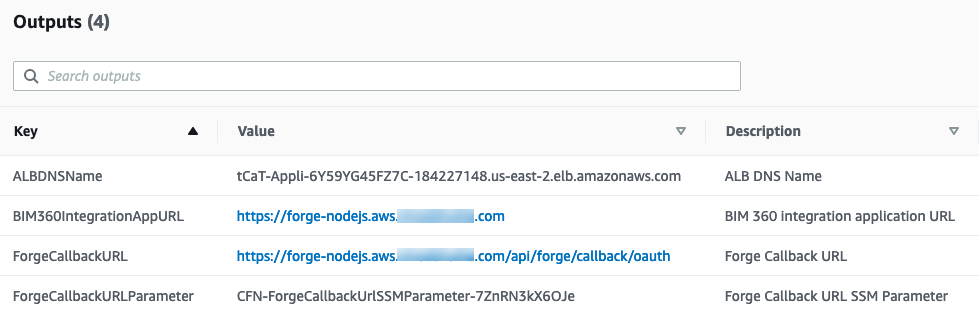 Outputs (4)
Search outputs
Key Value Description
ALBDNSName tCaT-Appli-6Y59YG45FZ7C-184227148.us-east-2.elb.amazonaws.com ALB DNS Name
BIM360IntegrationAppURL https://forge-nodejs.aws. .com BIM 360 integration application URL
ForgeCallbackURL https://forge-nodejs.aws. .com/api/forge/callback/oauth Forge Callback URL
ForgeCallbackURLParameter CFN-ForgeCallbackUrlSSMParameter-7ZnRN3kX6OJe Forge Callback URL SSM Parameter